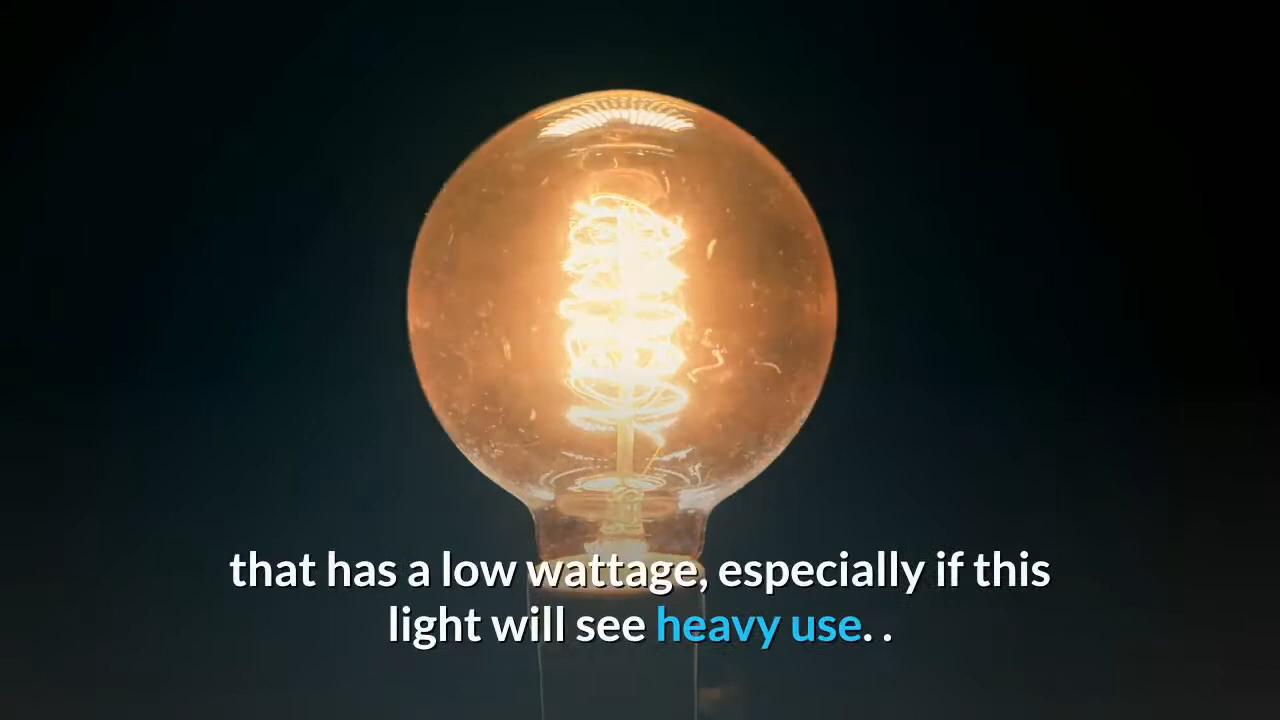 that has a low wattage, especially if this
light will see heavy use. .